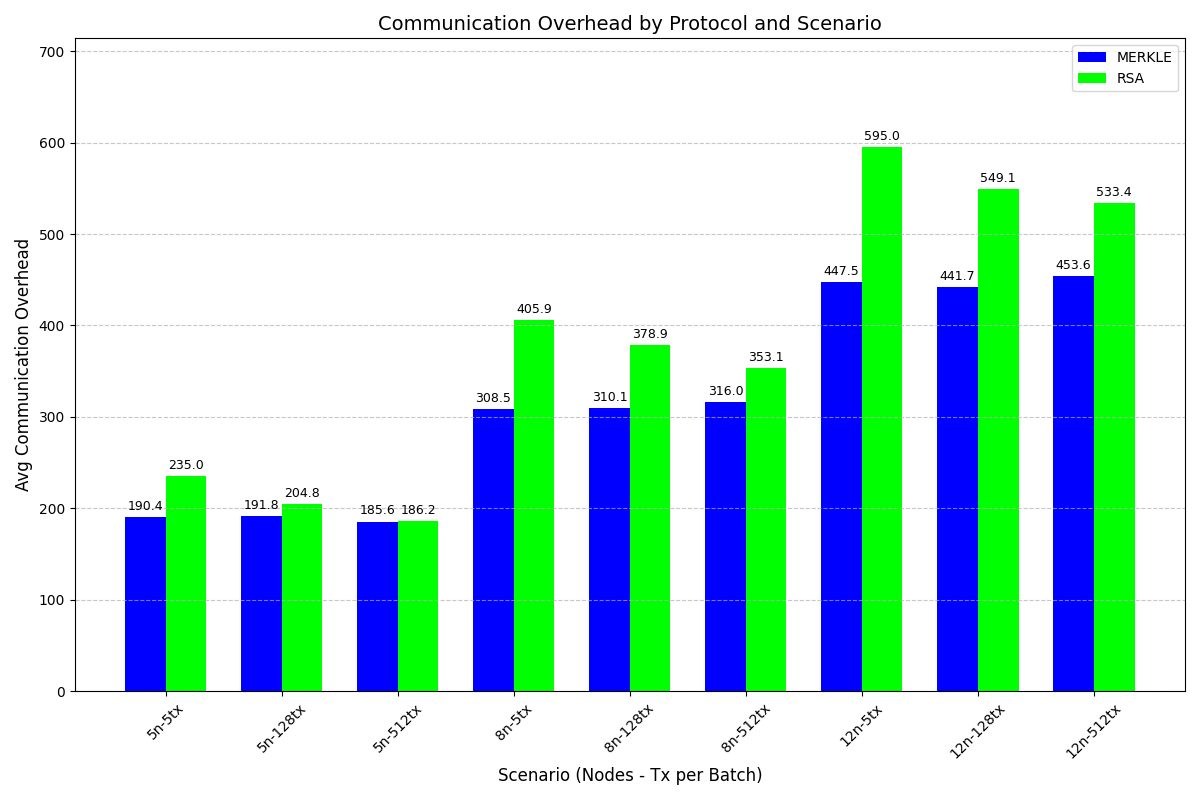 Communication Overhead by Protocol and Scenario
MERKLE
RSA
Avg Communication Overhead
700
600
500
400
300
200
100
0
190.4
235.0
191.8
204.8
185.6
186.2
308.5
405.9
310.1
378.9
316.0
353.1
447.5
595.0
441.7
549.1
453.6
533.4
5n-5tx
5n-128tx
5n-512tx
8n-5tx
8n-128tx
8n-512tx
12n-5tx
12n-128tx
12n-512tx
Scenario (Nodes - Tx per Batch)